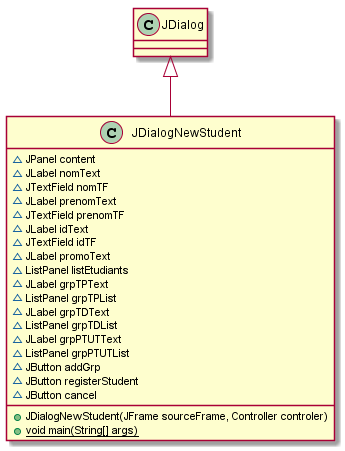 C JDialog
C JDialogNewStudent
JPanel content
JLabel nomText
JTextField nomTF
JLabel prenomText
JTextField prenomTF
JLabel idText
JTextField idTF
JLabel promoText
ListPanel listEtudiants
JLabel grpTPText
ListPanel grpTPList
JLabel grpTDText
ListPanel grpTDList
JLabel grpPTUTText
ListPanel grpPTUTList
JButton addGrp
JButton registerStudent
JButton cancel
JDialogNewStudent(JFrame sourceFrame, Controller controler)
void main(String[] args)